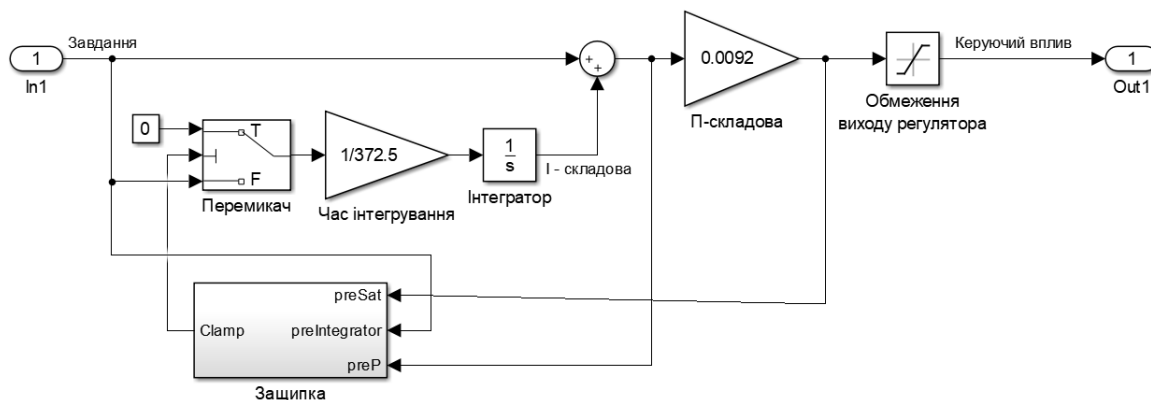 Завдання
1
In1
+
+
0.0092
П-складова
Керуючий вплив
1
Out1
Обмеження
виходу регулятора
0
T
F
Перемикач
1/372.5
Час інтегрування
1
s
Інтегратор
І - складова
preSat
Clamp
preIntegrator
preP
Защипка